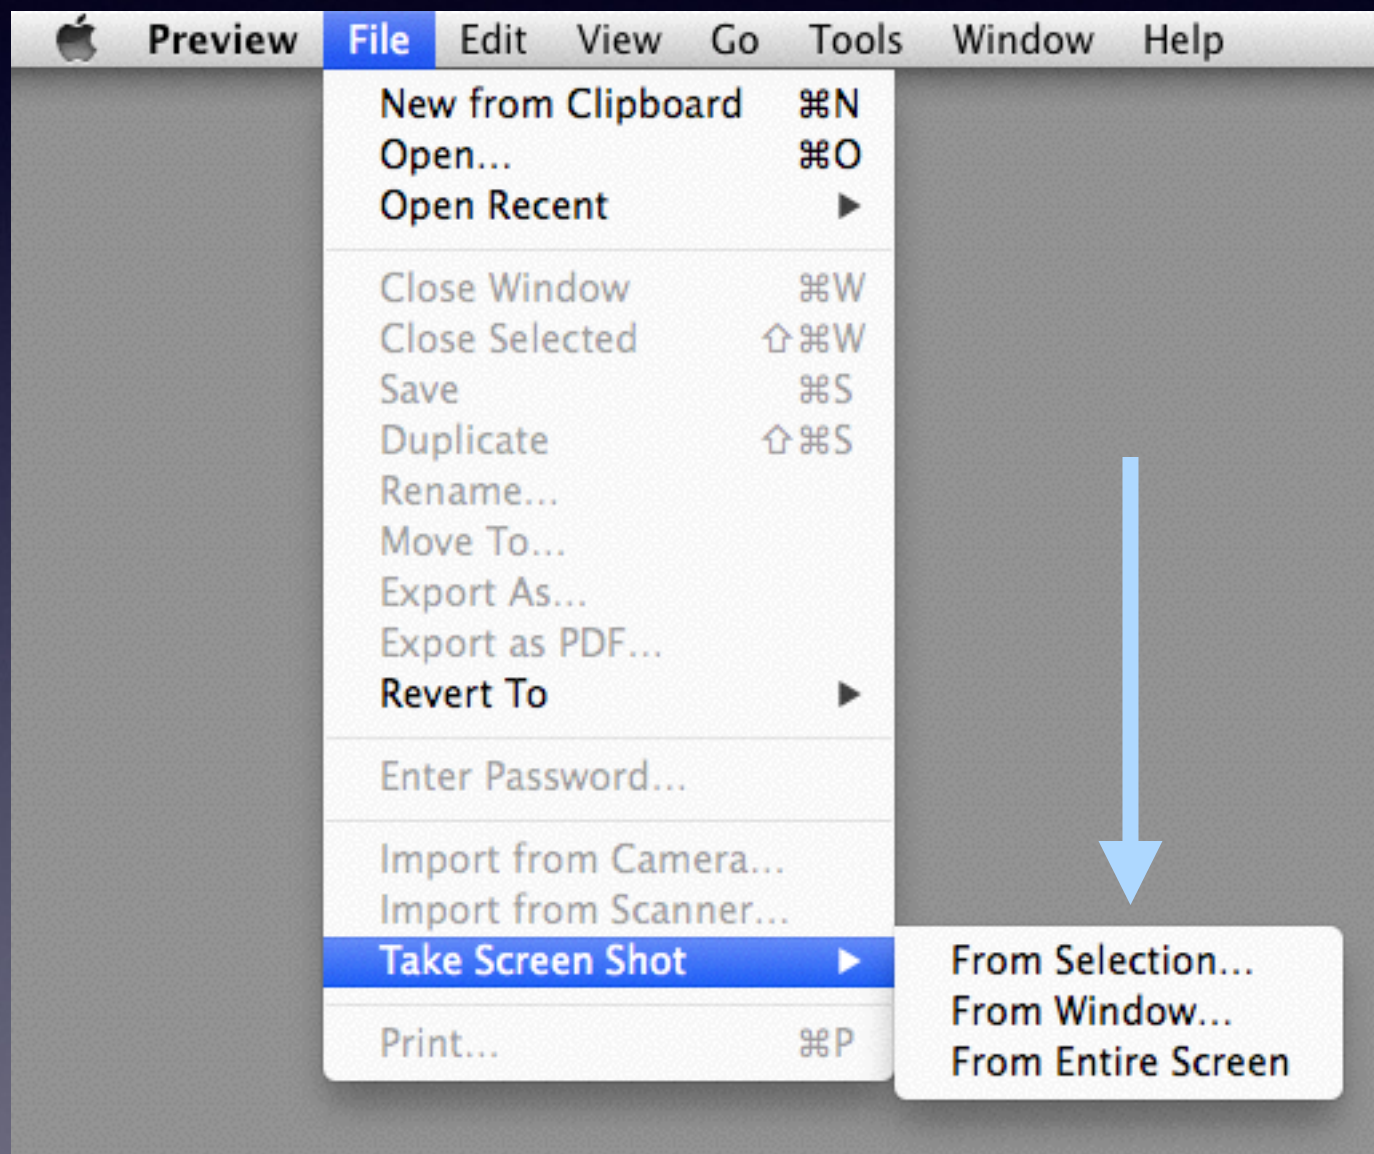 Preview File Edit View Go Tools Window Help
New from Clipboard ⌘N
Open... ⌘O
Open Recent ▶
Close Window ⌘W
Close Selected ⇧⌘W
Save ⌘S
Duplicate ⇧⌘S
Rename...
Move To...
Export As...
Export as PDF...
Revert To ▶
Enter Password...
Import from Camera...
Import from Scanner...
Take Screen Shot ▶
From Selection...
From Window...
From Entire Screen
Print... ⌘P